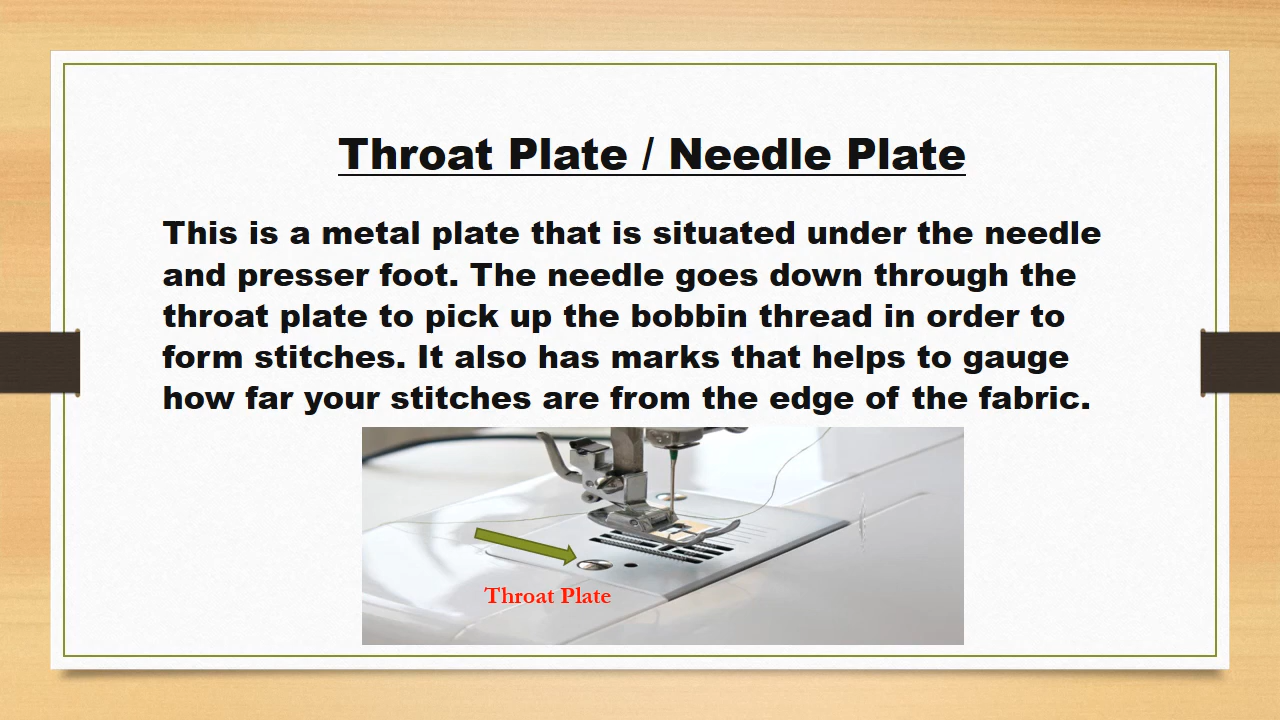 Throat Plate / Needle Plate
This is a metal plate that is situated under the needle
and presser foot. The needle goes down through the
throat plate to pick up the bobbin thread in order to
form stitches. It also has marks that helps to gauge
how far your stitches are from the edge of the fabric.
Throat Plate